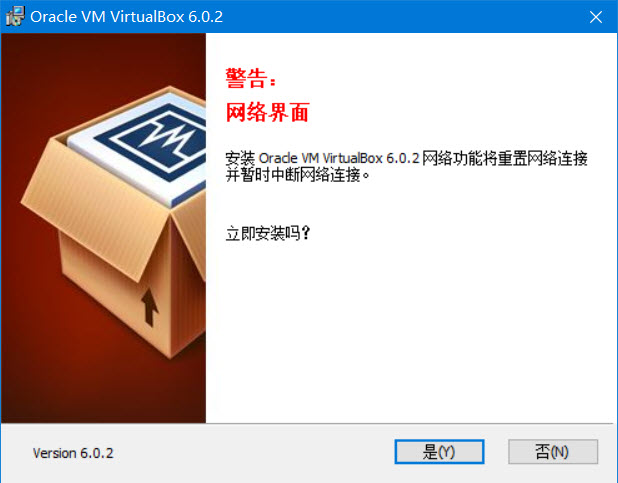 Oracle VM VirtualBox 6.0.2
警告：
网络界面
安装 Oracle VM VirtualBox 6.0.2 网络功能将重置网络连接
并暂时中断网络连接。
立即安装吗?
Version 6.0.2
是(Y)
否(N)